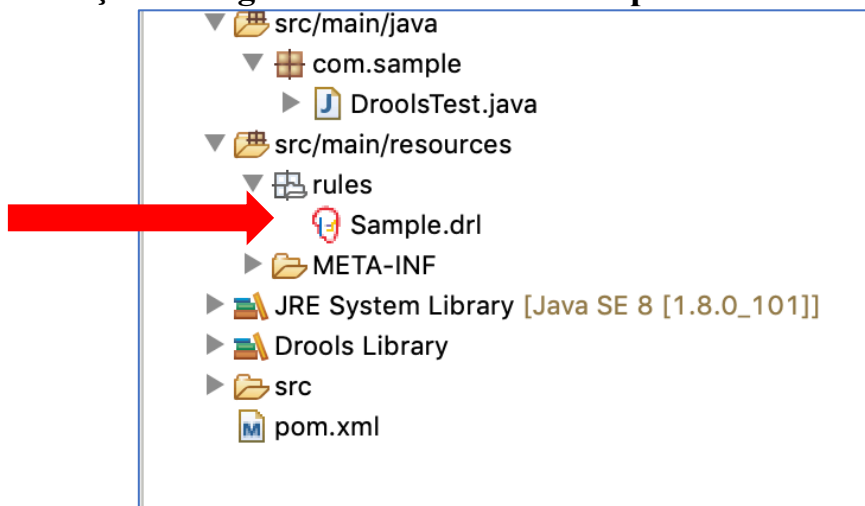 src/main/java
com.sample
DroolsTest.java
src/main/resources
rules
Sample.drl
META-INF
JRE System Library [Java SE 8 [1.8.0_101]]
Drools Library
src
pom.xml